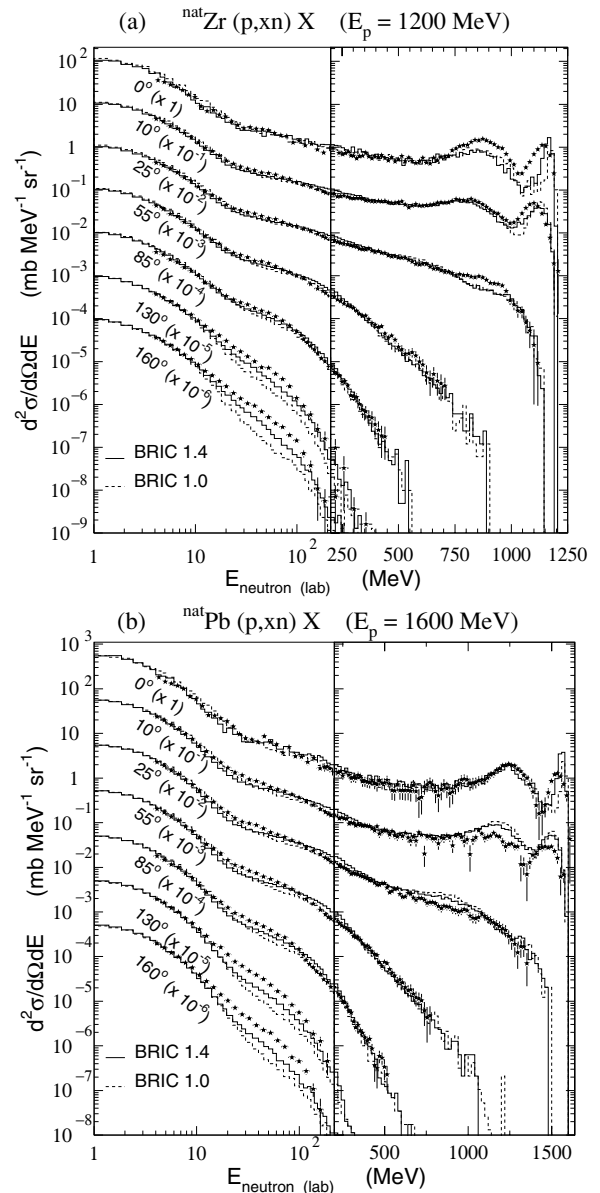 (a) ⁿᵃᵗZr (p,xn) X (Eₚ = 1200 MeV)
d²σ/dΩdE (mb MeV⁻¹ sr⁻¹)
10²
10
1
10⁻¹
10⁻²
10⁻³
10⁻⁴
10⁻⁵
10⁻⁶
10⁻⁷
10⁻⁸
10⁻⁹
0° (x 1)
10° (x 10⁻¹)
25° (x 10⁻²)
55° (x 10⁻³)
85° (x 10⁻⁴)
130° (x 10⁻⁵)
160° (x 10⁻⁶)
BRIC 1.4
BRIC 1.0
1 10 10² 250 500 750 1000 1250
E neutron (lab) (MeV)
(b) ⁿᵃᵗPb (p,xn) X (Eₚ = 1600 MeV)
d²σ/dΩdE (mb MeV⁻¹ sr⁻¹)
10³
10²
10
1
10⁻¹
10⁻²
10⁻³
10⁻⁴
10⁻⁵
10⁻⁶
10⁻⁷
10⁻⁸
0° (x 1)
10° (x 10⁻¹)
25° (x 10⁻²)
55° (x 10⁻³)
85° (x 10⁻⁴)
130° (x 10⁻⁵)
160° (x 10⁻⁶)
BRIC 1.4
BRIC 1.0
1 10 10² 500 1000 1500
E neutron (lab) (MeV)